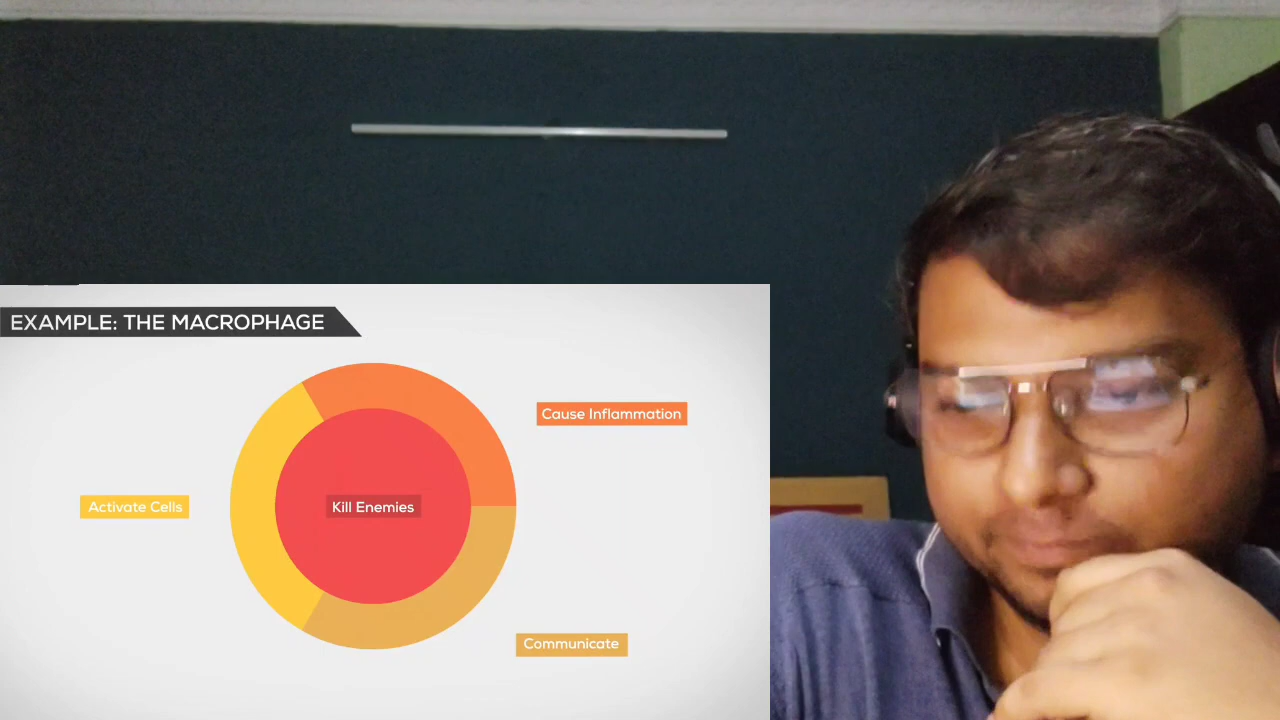 EXAMPLE: THE MACROPHAGE
Cause Inflammation
Activate Cells
Kill Enemies
Communicate